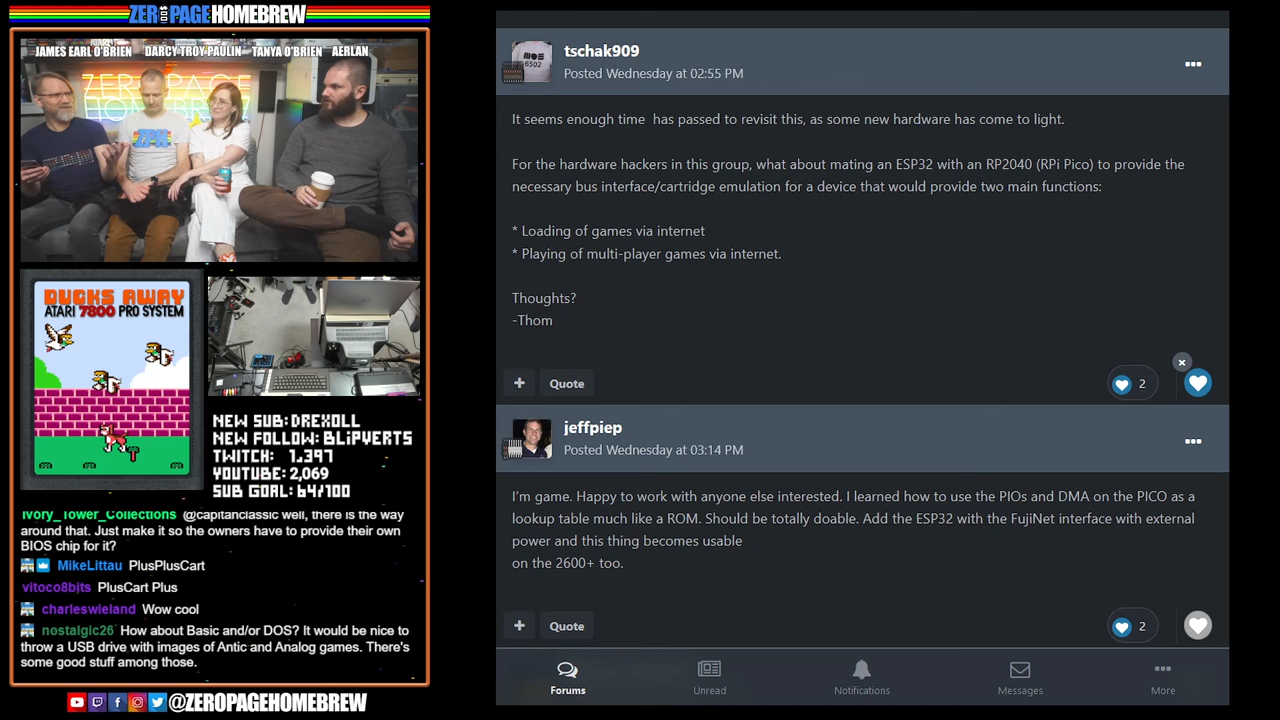 ZEROPAGE HOMEBREW
JAMES EARL O'BRIEN
DARCY TROY PAULIN
TANYA O'BRIEN
AERLAN
ZEROPAGE
HOMEBREW
ZPH
DUCKS AWAY
ATARI 7800 PRO SYSTEM
NEW SUB: DREXOLL
NEW FOLLOW: BLIPVERTS
TWITCH: 1,397
YOUTUBE: 2,069
SUB GOAL: 64/100
Ivory_Tower_Collections @capitanclassic well, there is the way
around that. Just make it so the owners have to provide their own
BIOS chip for it?
MikeLittau PlusPlusCart
vitoco8bits PlusCart Plus
charleswieland Wow cool
nostalgic26 How about Basic and/or DOS? It would be nice to
throw a USB drive with images of Antic and Analog games. There's
some good stuff among those.
@ZEROPAGEHOMEBREW
6502
tschak909
Posted Wednesday at 02:55 PM
It seems enough time has passed to revisit this, as some new hardware has come to light.
For the hardware hackers in this group, what about mating an ESP32 with an RP2040 (RPi Pico) to provide the
necessary bus interface/cartridge emulation for a device that would provide two main functions:
* Loading of games via internet
* Playing of multi-player games via internet.
Thoughts?
-Thom
+ Quote
2
jeffpiep
Posted Wednesday at 03:14 PM
I'm game. Happy to work with anyone else interested. I learned how to use the PIOs and DMA on the PICO as a
lookup table much like a ROM. Should be totally doable. Add the ESP32 with the FujiNet interface with external
power and this thing becomes usable
on the 2600+ too.
+ Quote
2
Forums
Unread
Notifications
Messages
More